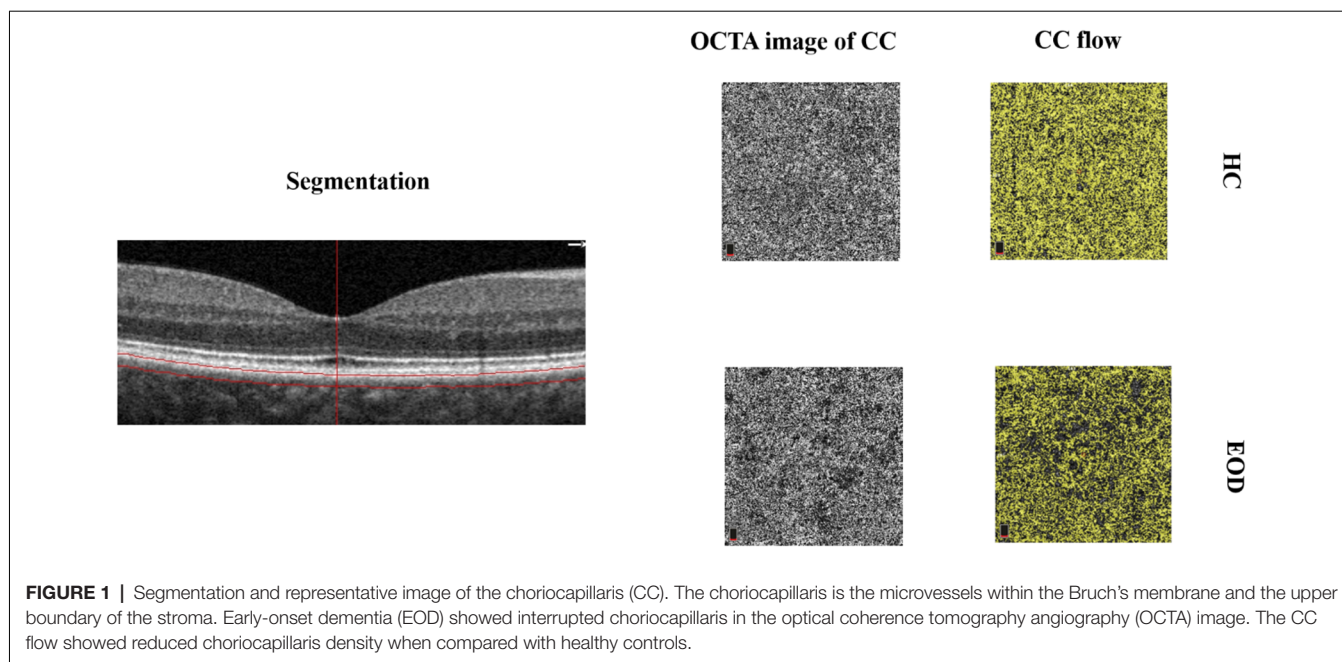 OCTA image of CC
CC flow
Segmentation
HC
EOD
FIGURE 1 | Segmentation and representative image of the choriocapillaris (CC). The choriocapillaris is the microvessels within the Bruch’s membrane and the upper
boundary of the stroma. Early-onset dementia (EOD) showed interrupted choriocapillaris in the optical coherence tomography angiography (OCTA) image. The CC
flow showed reduced choriocapillaris density when compared with healthy controls.